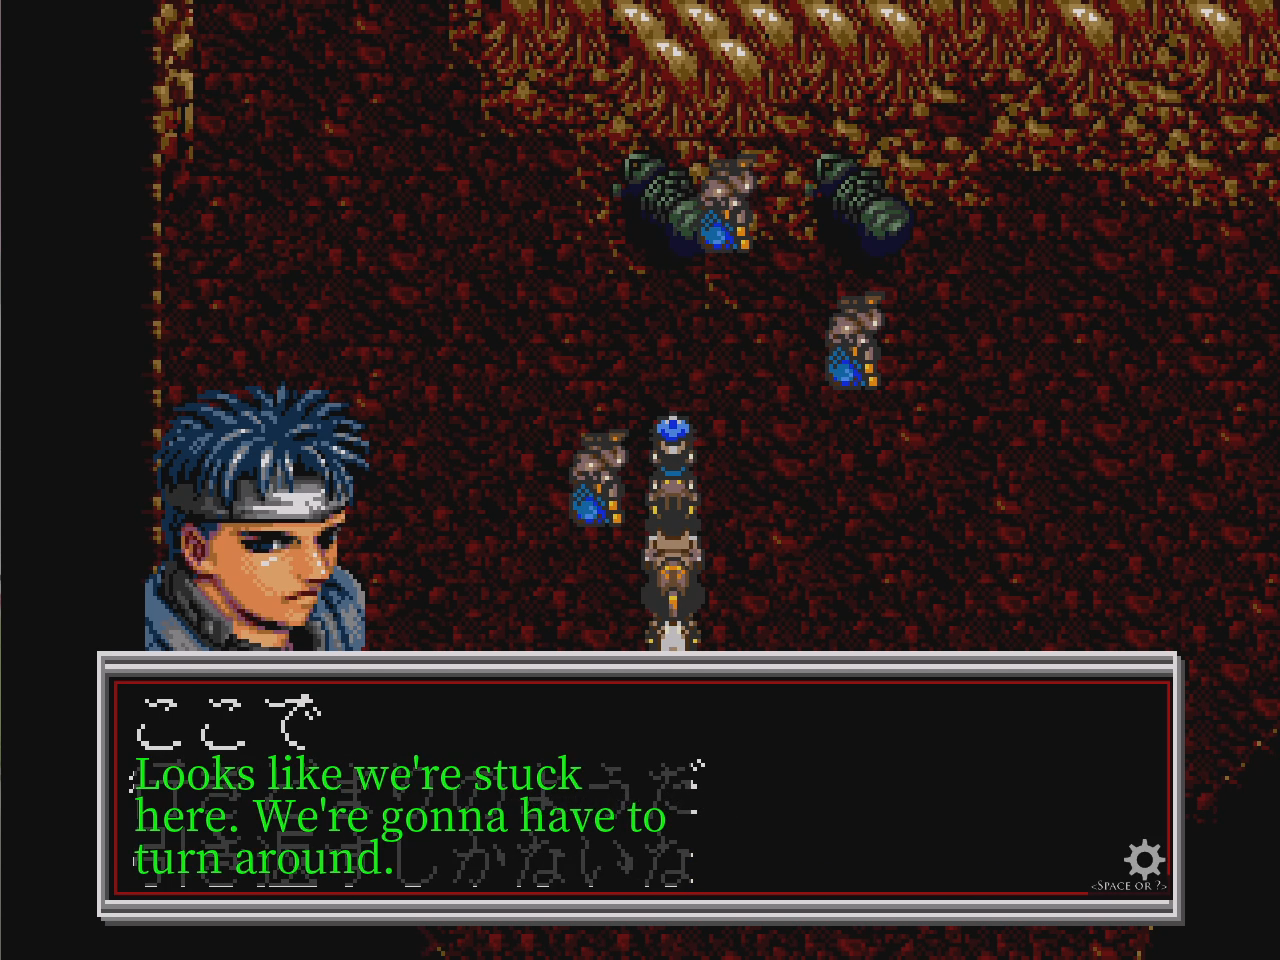 ここで
Looks like we're stuck
here. We're gonna have to
turn around.
<Space or ?>